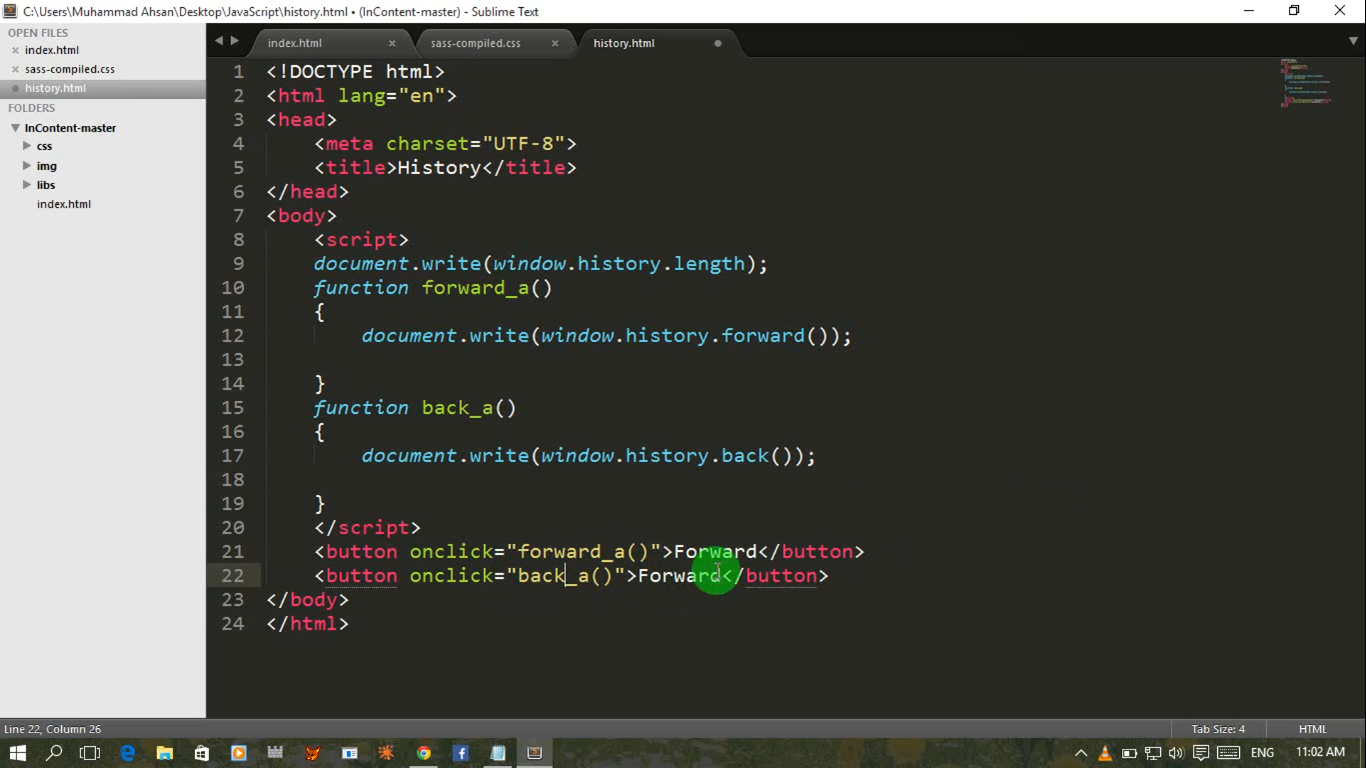 C:\Users\Muhammad Ahsan\Desktop\JavaScript\history.html • (InContent-master) - Sublime Text
OPEN FILES
index.html
sass-compiled.css
history.html
FOLDERS
InContent-master
css
img
libs
index.html
index.html
sass-compiled.css
history.html
1 <!DOCTYPE html>
2 <html lang="en">
3 <head>
4 <meta charset="UTF-8">
5 <title>History</title>
6 </head>
7 <body>
8 <script>
9 document.write(window.history.length);
10 function forward_a()
11 {
12 document.write(window.history.forward());
13
14 }
15 function back_a()
16 {
17 document.write(window.history.back());
18
19 }
20 </script>
21 <button onclick="forward_a()">Forward</button>
22 <button onclick="back_a()">Forward</button>
23 </body>
24 </html>
Line 22, Column 26
Tab Size: 4
HTML
ENG
11:02 AM